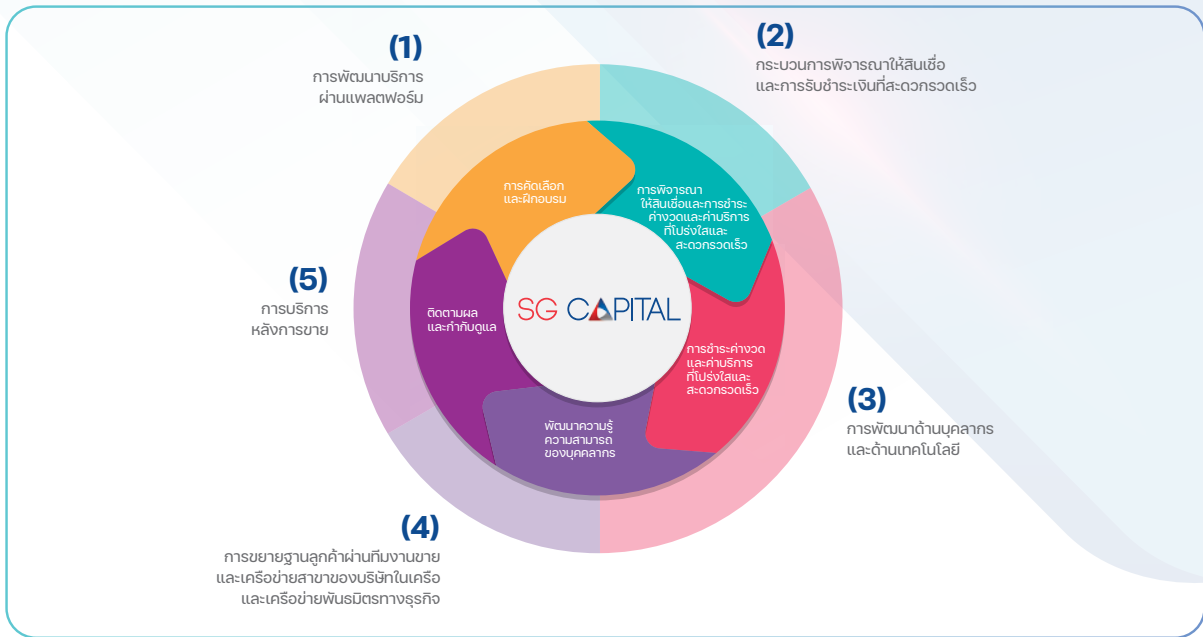 (1)
การพัฒนาบริการ
ผ่านแพลตฟอร์ม
(2)
กระบวนการพิจารณาให้สินเชื่อ
และการรับชำระเงินที่สะดวกรวดเร็ว
การคัดเลือก
และฝึกอบรม
การพิจารณา
ให้สินเชื่อและการชำระ
ค่างวดและค่าบริการ
ที่โปร่งใสและ
สะดวกรวดเร็ว
(5)
การบริการ
หลังการขาย
ติดตามผล
และกำกับดูแล
SG CAPITAL
การชำระค่างวด
และค่าบริการ
ที่โปร่งใสและ
สะดวกรวดเร็ว
(3)
การพัฒนาด้านบุคลากร
และด้านเทคโนโลยี
พัฒนาความรู้
ความสามารถ
ของบุคคลากร
(4)
การขยายฐานลูกค้าผ่านทีมงานขาย
และเครือข่ายสาขาของบริษัทในเครือ
และเครือข่ายพันธมิตรทางธุรกิจ